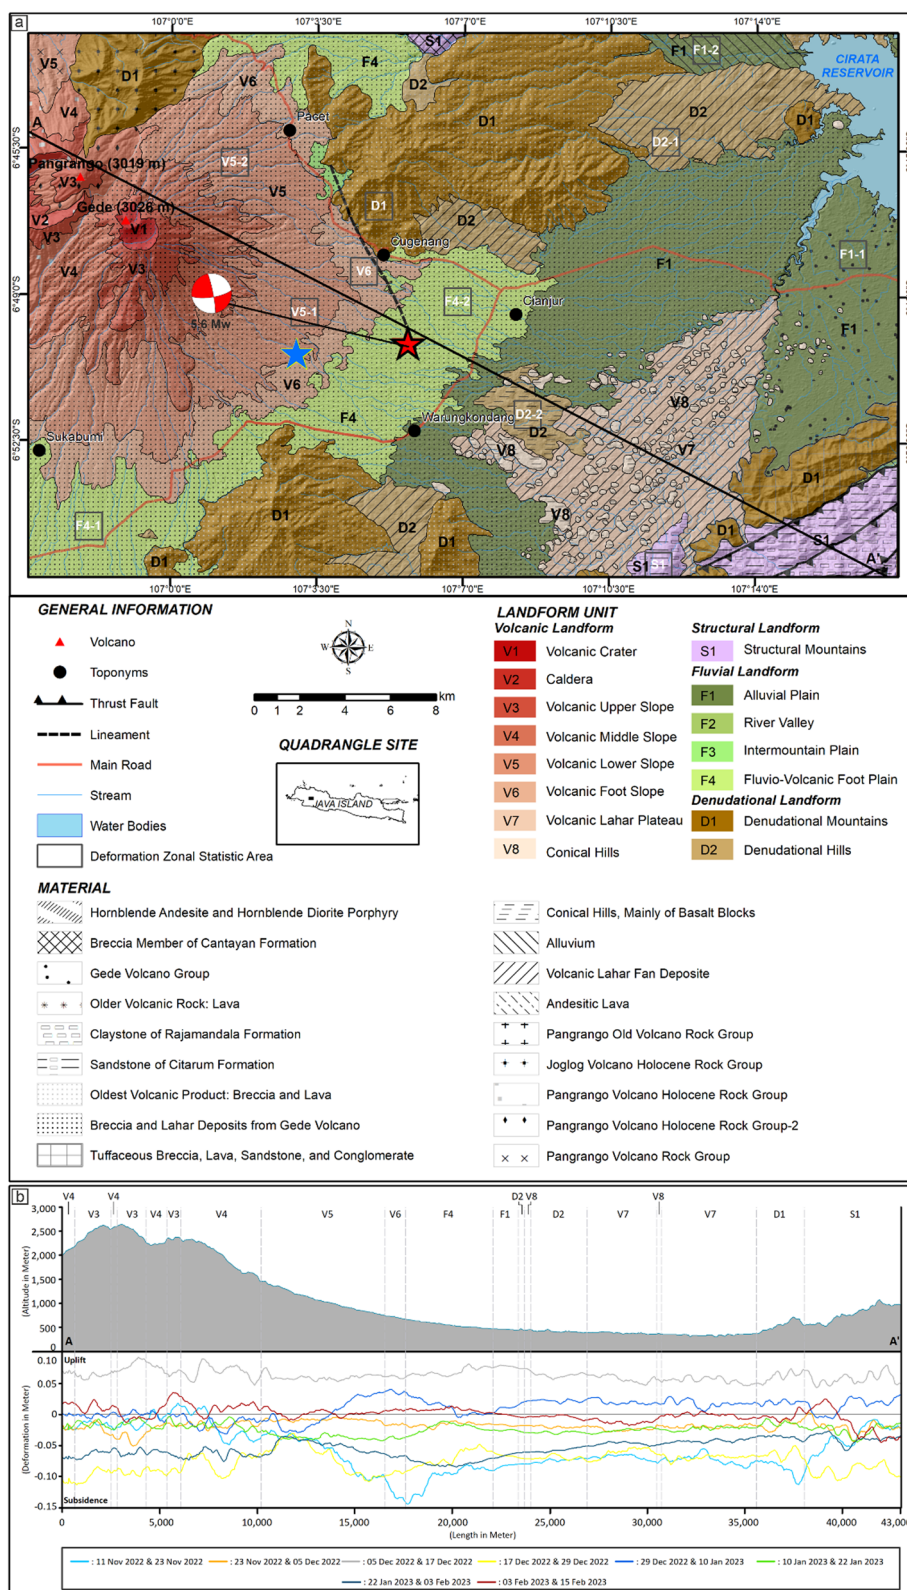 a
107°0'0"E
107°3'30"E
107°7'0"E
107°10'30"E
107°14'0"E
6°45'30"S
6°49'0"S
6°52'30"S
V5
D1
V6
F4
S1
F1
F1-2
CIRATA
RESERVOIR
D2
D2
V4
A
Pacet
D1
D1
D2-1
V5-2
Pangrango (3019 m)
V3
V5
D1
V2
Gede (3026 m)
V1
V3
D2
Cugenang
F1
F1-1
V4
V3
V6
F4-2
Cianjur
5.6 Mw
V5-1
F1
V6
F4
Warungkondang
D2-2
D2
V8
V8
V7
Sukabumi
D1
F4-1
D1
D2
V8
D1
D1
D1
S1
S1
S1
A'
107°0'0"E
107°3'30"E
107°7'0"E
107°10'30"E
107°14'0"E
GENERAL INFORMATION
Volcano
Toponyms
Thrust Fault
Lineament
Main Road
Stream
Water Bodies
Deformation Zonal Statistic Area
N
W
E
S
0 1 2 4 6 8
km
QUADRANGLE SITE
JAVA ISLAND
LANDFORM UNIT
Volcanic Landform
V1 Volcanic Crater
V2 Caldera
V3 Volcanic Upper Slope
V4 Volcanic Middle Slope
V5 Volcanic Lower Slope
V6 Volcanic Foot Slope
V7 Volcanic Lahar Plateau
V8 Conical Hills
Structural Landform
S1 Structural Mountains
Fluvial Landform
F1 Alluvial Plain
F2 River Valley
F3 Intermountain Plain
F4 Fluvio-Volcanic Foot Plain
Denudational Landform
D1 Denudational Mountains
D2 Denudational Hills
MATERIAL
Hornblende Andesite and Hornblende Diorite Porphyry
Breccia Member of Cantayan Formation
Gede Volcano Group
Older Volcanic Rock: Lava
Claystone of Rajamandala Formation
Sandstone of Citarum Formation
Oldest Volcanic Product: Breccia and Lava
Breccia and Lahar Deposits from Gede Volcano
Tuffaceous Breccia, Lava, Sandstone, and Conglomerate
Conical Hills, Mainly of Basalt Blocks
Alluvium
Volcanic Lahar Fan Deposite
Andesitic Lava
Pangrango Old Volcano Rock Group
Joglog Volcano Holocene Rock Group
Pangrango Volcano Holocene Rock Group
Pangrango Volcano Holocene Rock Group-2
Pangrango Volcano Rock Group
b
V4 V4 D2 V8 V8
V3 V3 V4 V3 V4 V5 V6 F4 F1 D2 V7 V7 D1 S1
(Altitude in Meter)
3,000
2,500
2,000
1,500
1,000
500
0
A
A'
(Deformation in Meter)
0.10
0.05
0
-0.05
-0.10
-0.15
Uplift
Subsidence
0 5,000 10,000 15,000 20,000 25,000 30,000 35,000 40,000 43,000
(Length in Meter)
: 11 Nov 2022 & 23 Nov 2022 : 23 Nov 2022 & 05 Dec 2022 : 05 Dec 2022 & 17 Dec 2022 : 17 Dec 2022 & 29 Dec 2022 : 29 Dec 2022 & 10 Jan 2023 : 10 Jan 2023 & 22 Jan 2023
: 22 Jan 2023 & 03 Feb 2023 : 03 Feb 2023 & 15 Feb 2023